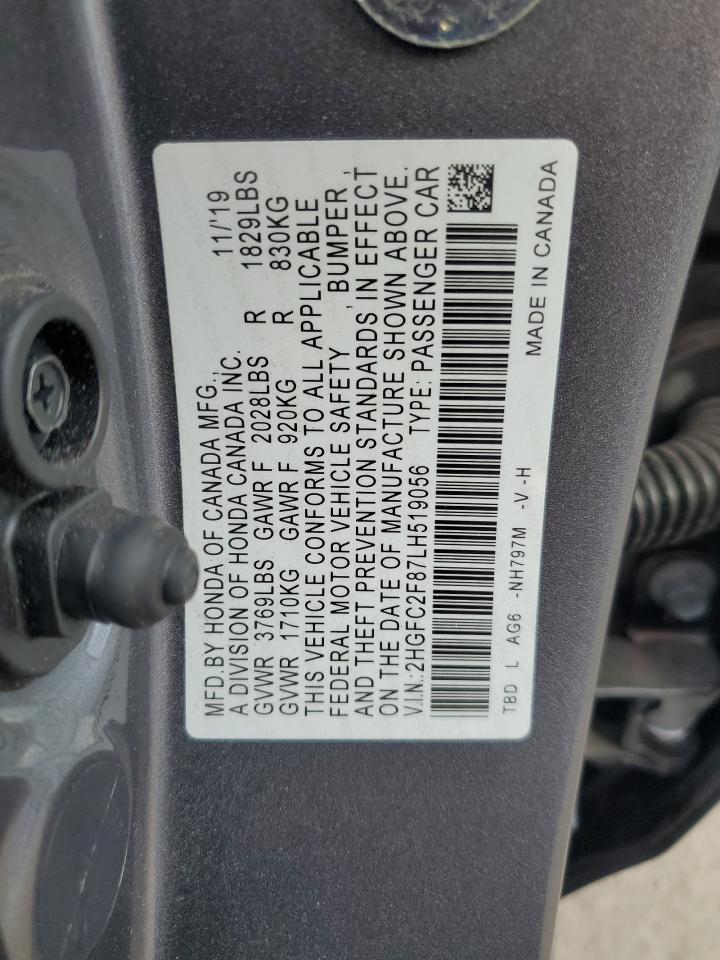 MFD.BY HONDA OF CANADA MFG., 11/'19
A DIVISION OF HONDA CANADA INC.
GVWR 3769LBS GAWR F 2028LBS R 1829LBS
GVWR 1710KG GAWR F 920KG R 830KG
THIS VEHICLE CONFORMS TO ALL APPLICABLE
FEDERAL MOTOR VEHICLE SAFETY , BUMPER ,
AND THEFT PREVENTION STANDARDS IN EFFECT
ON THE DATE OF MANUFACTURE SHOWN ABOVE.
V.I.N.:2HGFC2F87LH519056 TYPE: PASSENGER CAR
TBD L AG6 -NH797M -V -H
MADE IN CANADA